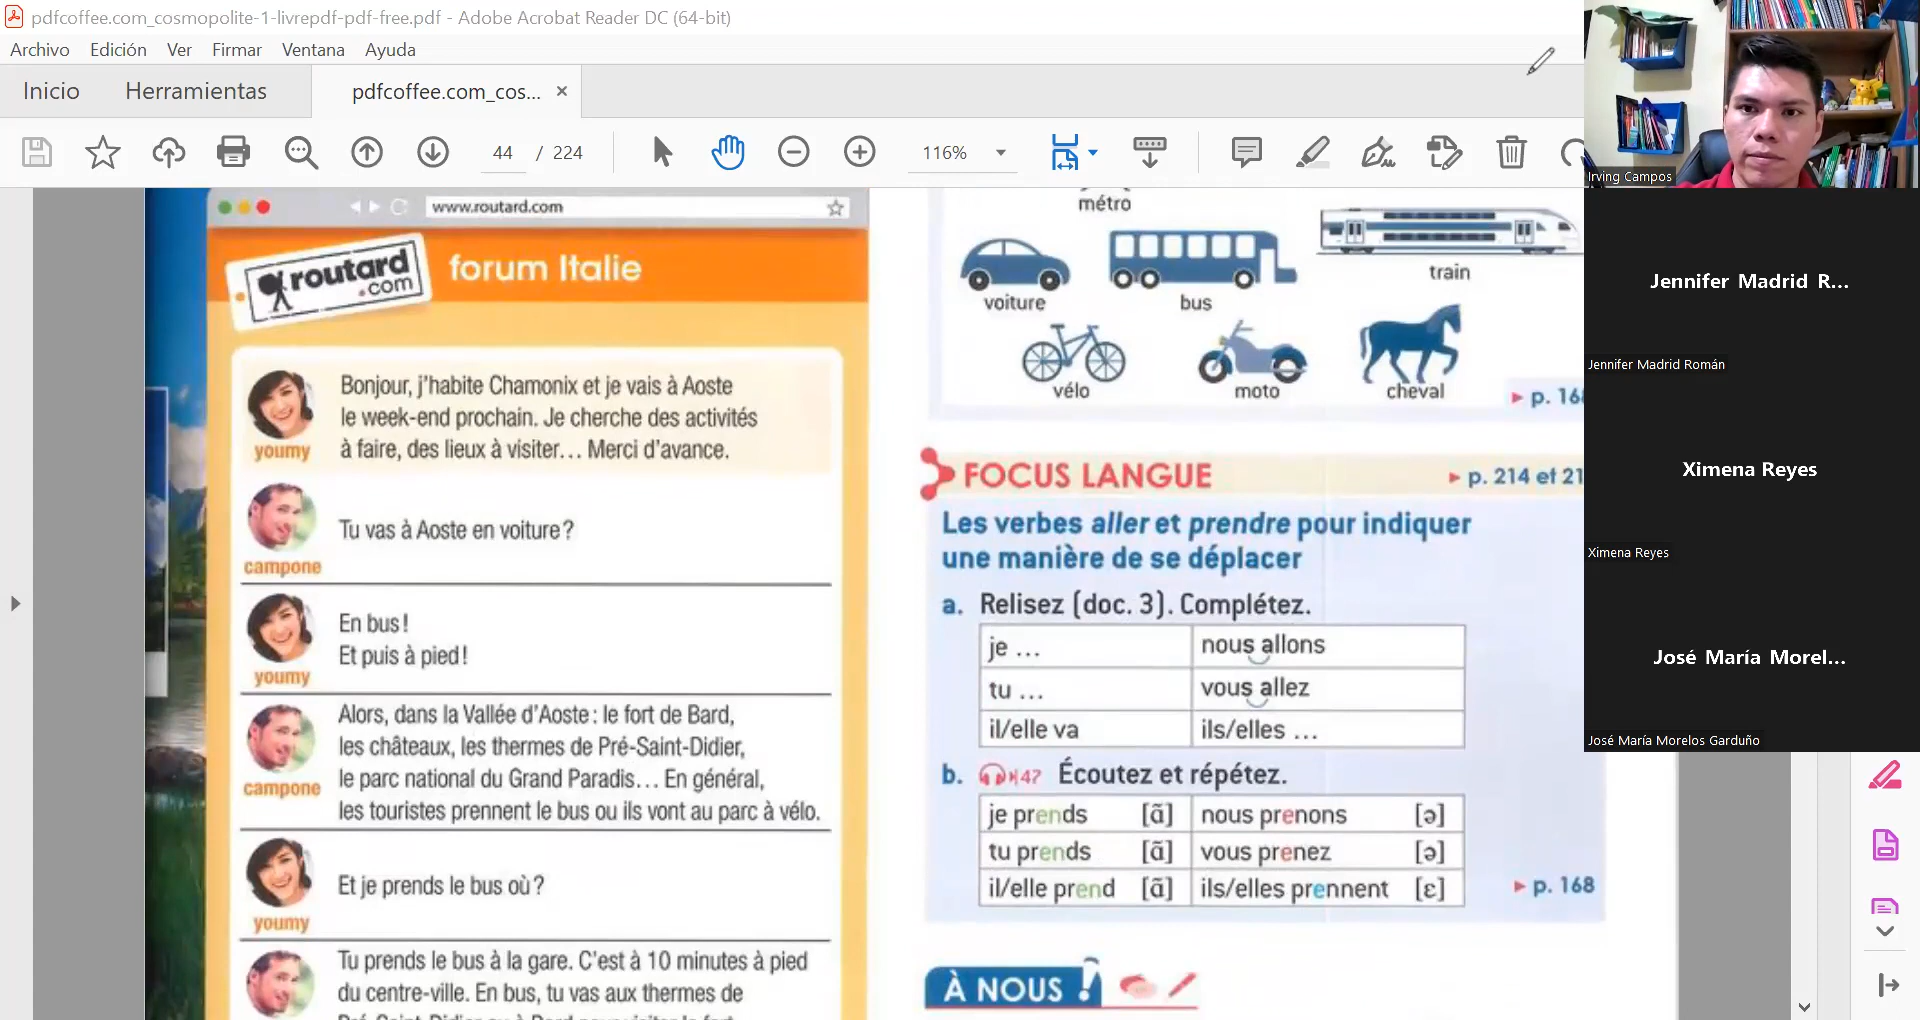 pdfcoffee.com_cosmopolite-1-livrepdf-pdf-free.pdf - Adobe Acrobat Reader DC (64-bit)
Archivo Edición Ver Firmar Ventana Ayuda
Inicio Herramientas pdfcoffee.com_cos... ×
44 / 224 116%
www.routard.com
routard
.com
forum Italie
Bonjour, j'habite Chamonix et je vais à Aoste
le week-end prochain. Je cherche des activités
à faire, des lieux à visiter... Merci d'avance.
youmy
Tu vas à Aoste en voiture ?
campone
En bus !
Et puis à pied !
youmy
Alors, dans la Vallée d'Aoste : le fort de Bard,
les châteaux, les thermes de Pré-Saint-Didier,
le parc national du Grand Paradis... En général,
les touristes prennent le bus ou ils vont au parc à vélo.
campone
Et je prends le bus où ?
youmy
Tu prends le bus à la gare. C'est à 10 minutes à pied
du centre-ville. En bus, tu vas aux thermes de
métro
voiture
bus
train
vélo
moto
cheval
FOCUS LANGUE
p. 214 et 21
Les verbes aller et prendre pour indiquer
une manière de se déplacer
a. Relisez (doc. 3). Complétez.
je ... nous allons
tu ... vous allez
il/elle va ils/elles ...
b. 47 Écoutez et répétez.
je prends [ã] nous prenons [ə]
tu prends [ã] vous prenez [ə]
il/elle prend [ã] ils/elles prennent [ɛ]
p. 168
À NOUS !
Irving Campos
Jennifer Madrid R...
Jennifer Madrid Román
Ximena Reyes
Ximena Reyes
José María Morel...
José María Morelos Garduño